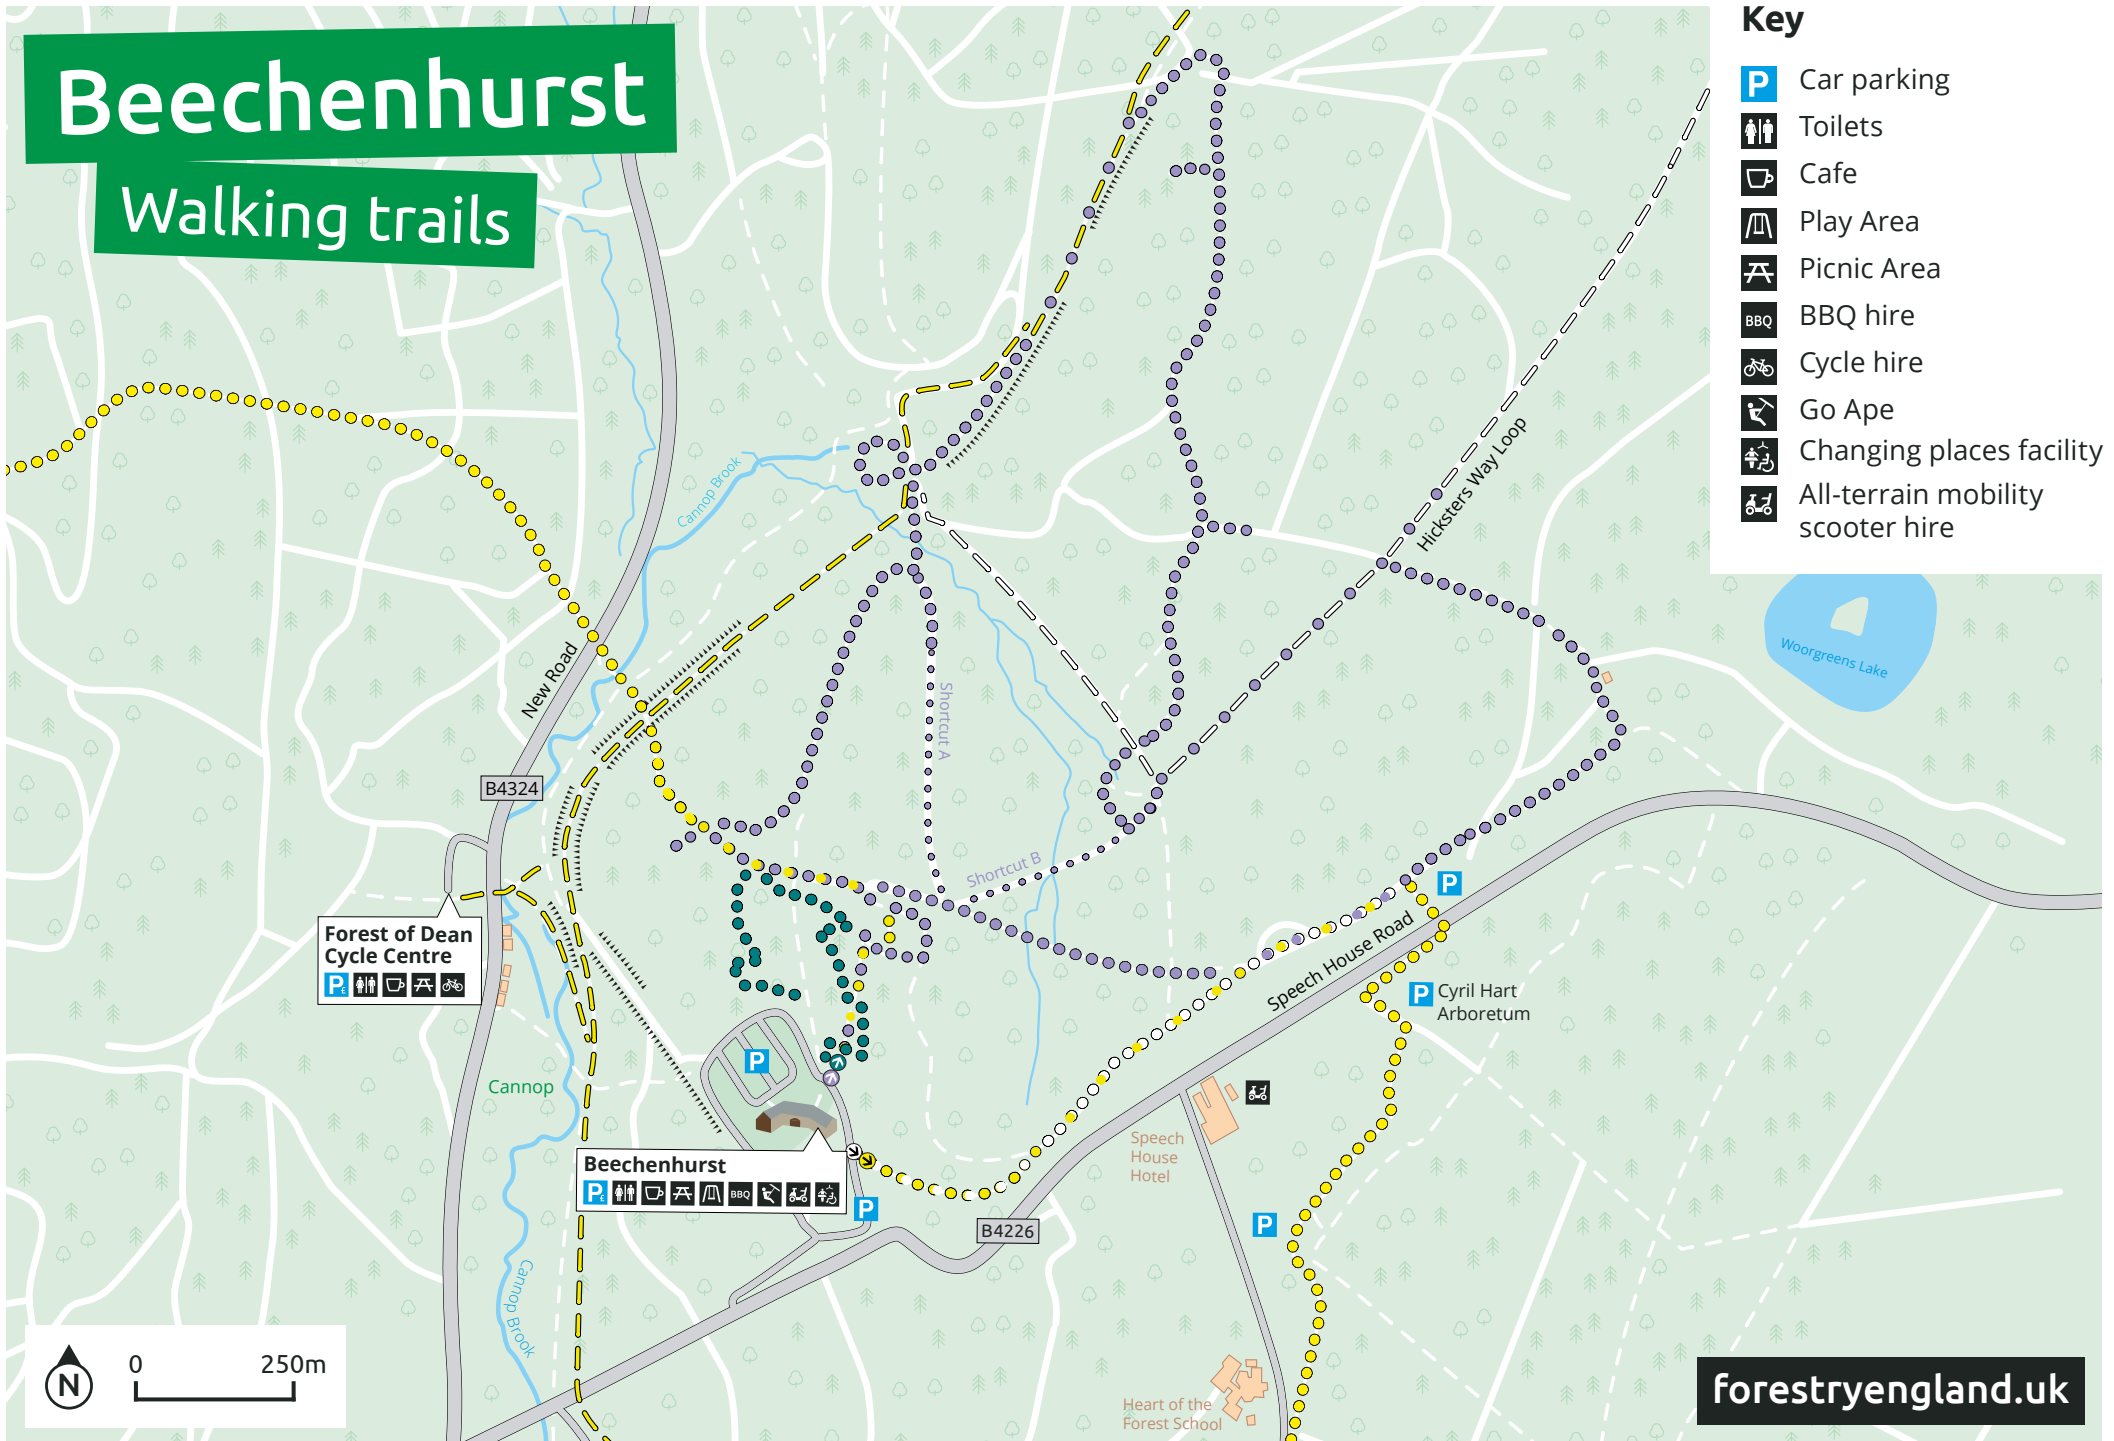 Beechenhurst
Walking trails
Key
P Car parking
Toilets
Cafe
Play Area
Picnic Area
BBQ BBQ hire
Cycle hire
Go Ape
Changing places facility
All-terrain mobility
scooter hire
Cannop Brook
Hicksters Way Loop
Woorgreens Lake
New Road
Shortcut A
B4324
Shortcut B
P
Forest of Dean
Cycle Centre
P£
Speech House Road
P Cyril Hart
Arboretum
P
Cannop
Speech
House
Hotel
Beechenhurst
P£ BBQ
P
B4226
P
Cannop Brook
0 250m
N
Heart of the
Forest School
forestryengland.uk